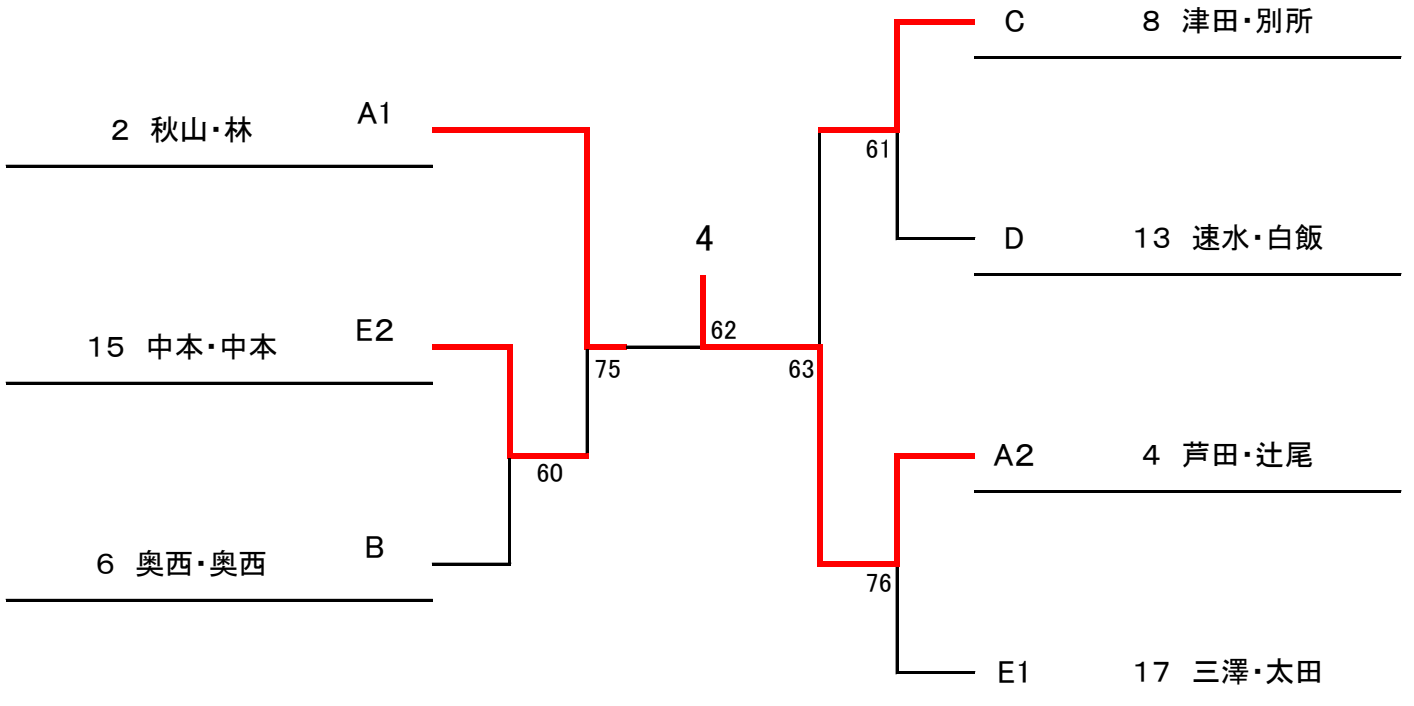 C 8 津田・別所
2 秋山・林 A1
61
4
D 13 速水・白飯
15 中本・中本 E2
62
75
63
A2 4 芦田・辻尾
60
6 奥西・奥西 B
76
E1 17 三澤・太田